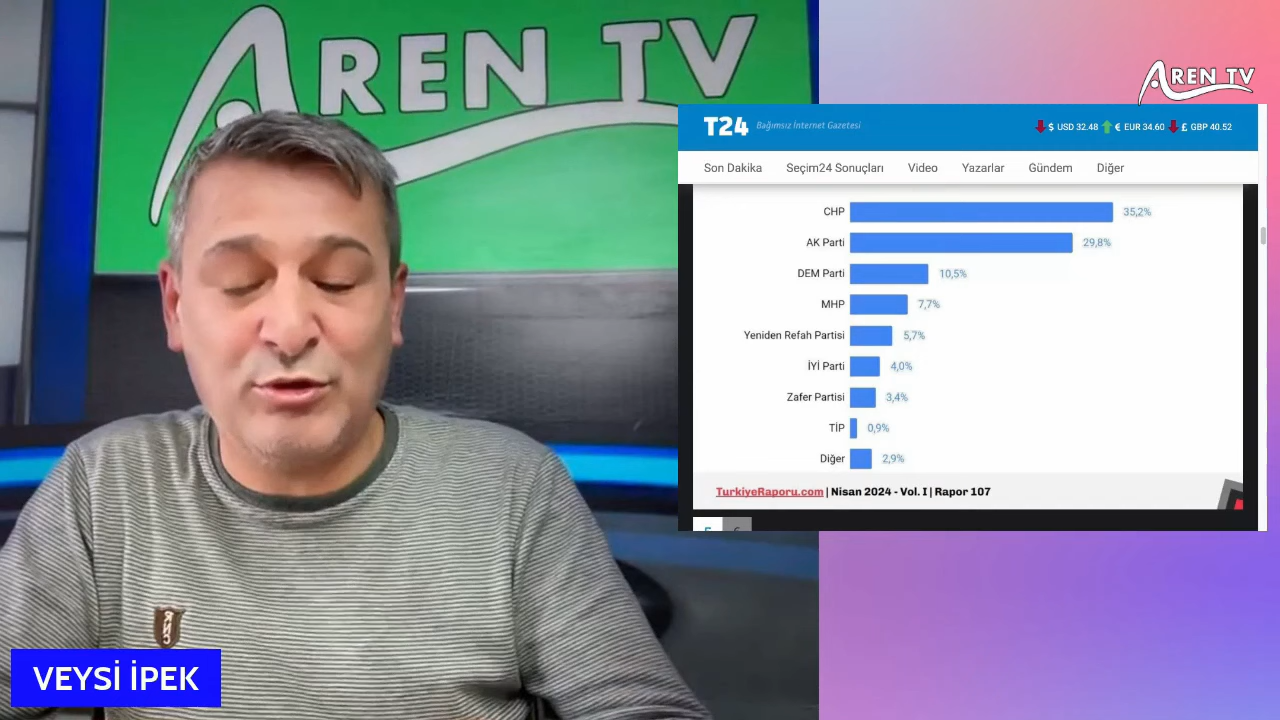 AREN TV
AREN TV
T24 Bağımsız İnternet Gazetesi $ USD 32.48 € EUR 34.60 £ GBP 40.52
Son Dakika Seçim24 Sonuçları Video Yazarlar Gündem Diğer
CHP 35,2%
AK Parti 29,8%
DEM Parti 10,5%
MHP 7,7%
Yeniden Refah Partisi 5,7%
İYİ Parti 4,0%
Zafer Partisi 3,4%
TİP 0,9%
Diğer 2,9%
TurkiyeRaporu.com | Nisan 2024 - Vol. I | Rapor 107
VEYSİ İPEK